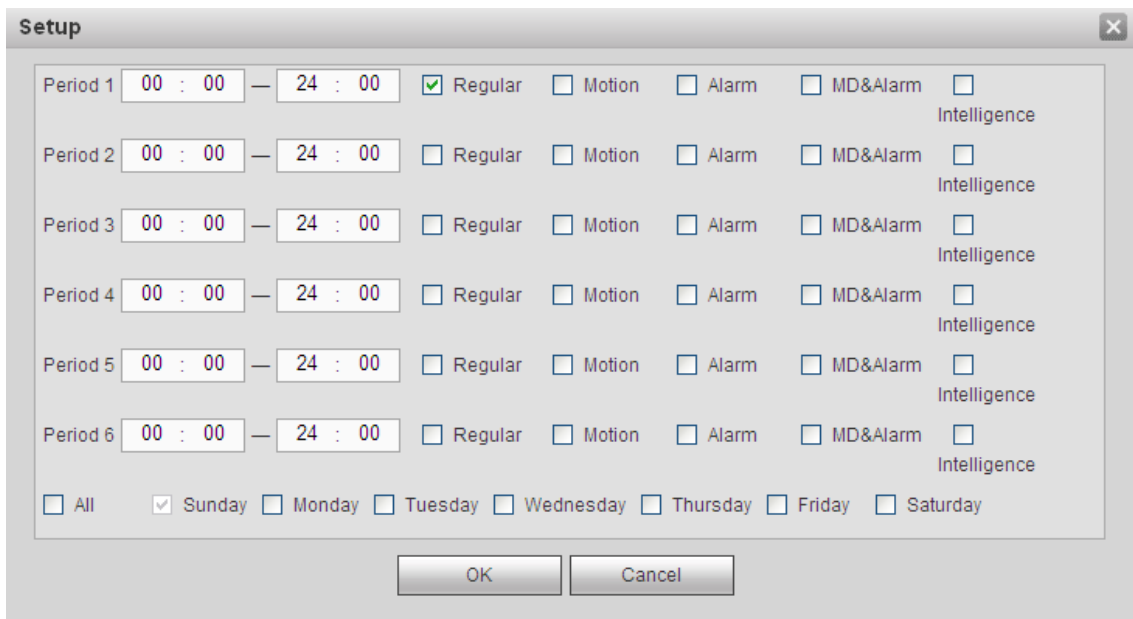 Setup
Period 1 00 : 00 — 24 : 00 Regular Motion Alarm MD&Alarm
Intelligence
Period 2 00 : 00 — 24 : 00 Regular Motion Alarm MD&Alarm
Intelligence
Period 3 00 : 00 — 24 : 00 Regular Motion Alarm MD&Alarm
Intelligence
Period 4 00 : 00 — 24 : 00 Regular Motion Alarm MD&Alarm
Intelligence
Period 5 00 : 00 — 24 : 00 Regular Motion Alarm MD&Alarm
Intelligence
Period 6 00 : 00 — 24 : 00 Regular Motion Alarm MD&Alarm
Intelligence
All Sunday Monday Tuesday Wednesday Thursday Friday Saturday
OK Cancel